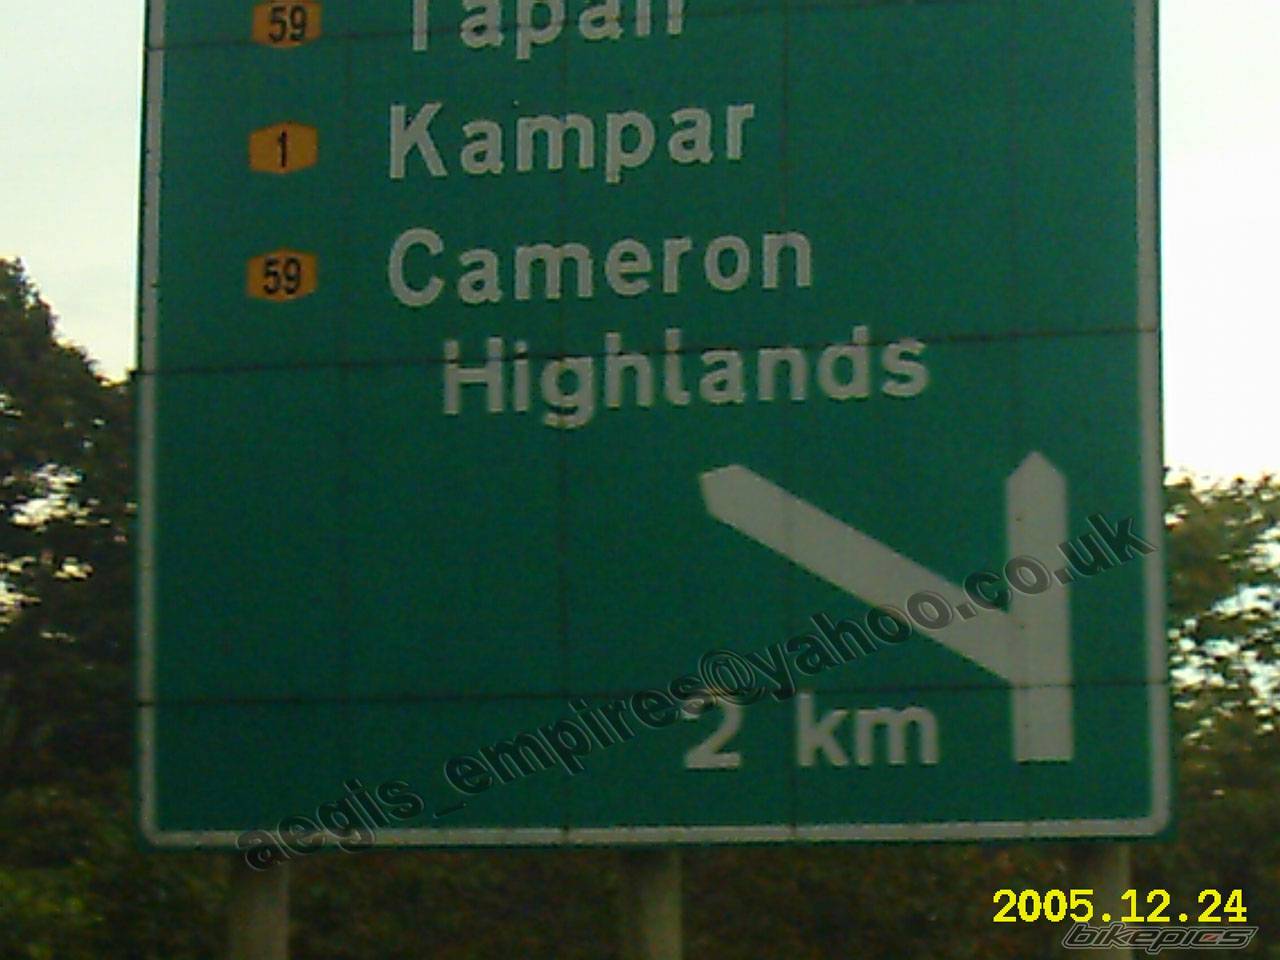 59 Tapah
1 Kampar
59 Cameron
Highlands
2 km
aegis_empires@yahoo.co.uk
2005.12.24
bikepics